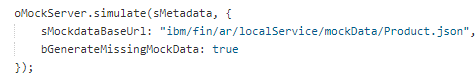 oMockServer.simulate(sMetadata, {
sMockdataBaseUrl: "ibm/fin/ar/localService/mockData/Product.json",
bGenerateMissingMockData: true
});